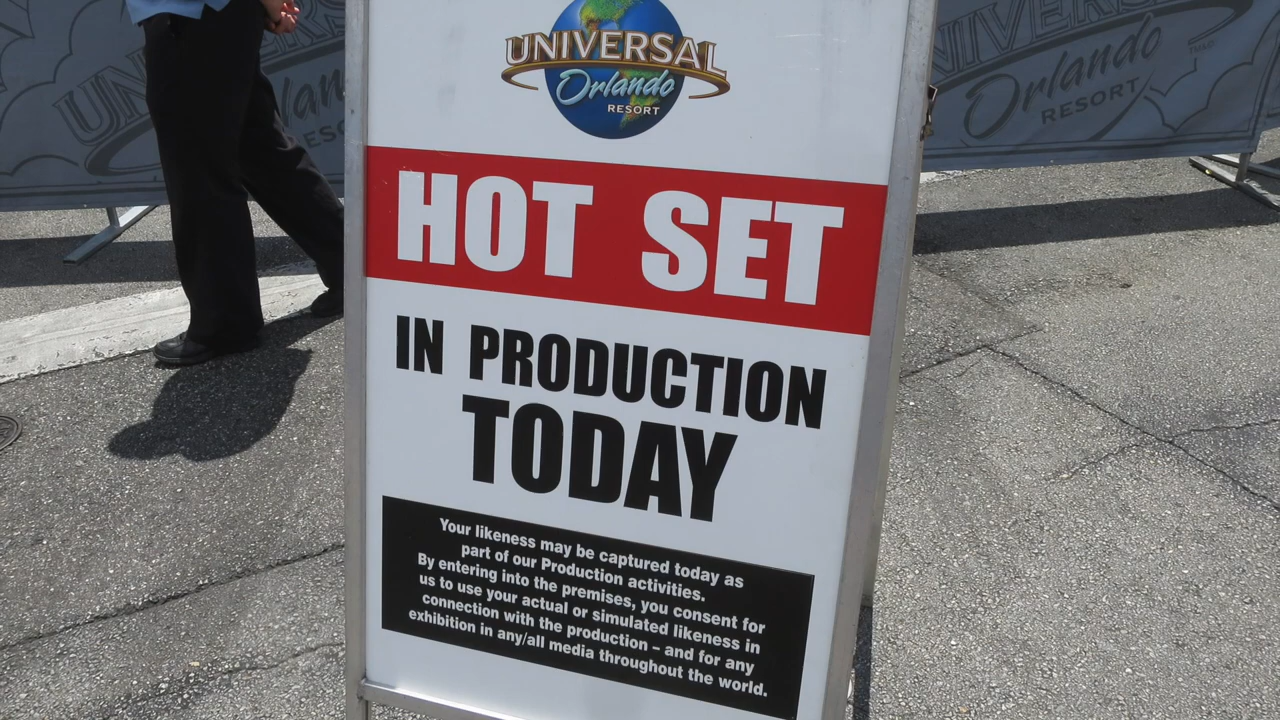 UNIVERSAL
Orlando
RESORT
HOT SET
IN PRODUCTION
TODAY
Your likeness may be captured today as
part of our Production activities.
By entering into the premises, you consent for
us to use your actual or simulated likeness in
connection with the production – and for any
exhibition in any/all media throughout the world.
UNIVERSAL
Orlando
RESORT